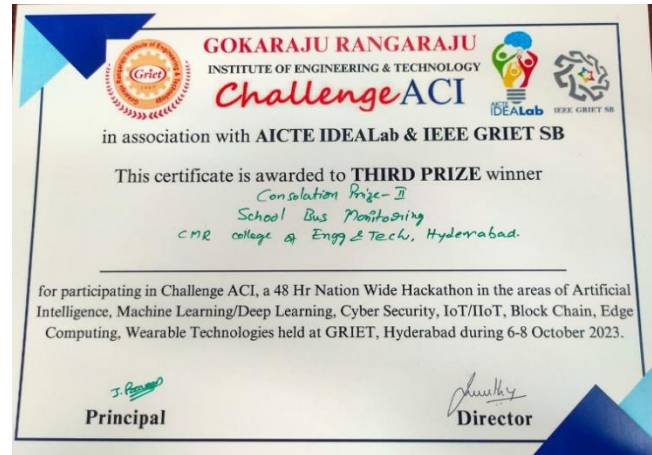 GOKARAJU RANGARAJU
INSTITUTE OF ENGINEERING & TECHNOLOGY
Challenge ACI
Griet
AICTE
IDEALab
IEEE GRIET SB
in association with AICTE IDEALab & IEEE GRIET SB
This certificate is awarded to THIRD PRIZE winner
Consolation Prize-II
School Bus Monitoring
CMR college of Engg & Tech, Hyderabad.
for participating in Challenge ACI, a 48 Hr Nation Wide Hackathon in the areas of Artificial
Intelligence, Machine Learning/Deep Learning, Cyber Security, IoT/IIoT, Block Chain, Edge
Computing, Wearable Technologies held at GRIET, Hyderabad during 6-8 October 2023.
Principal
Director